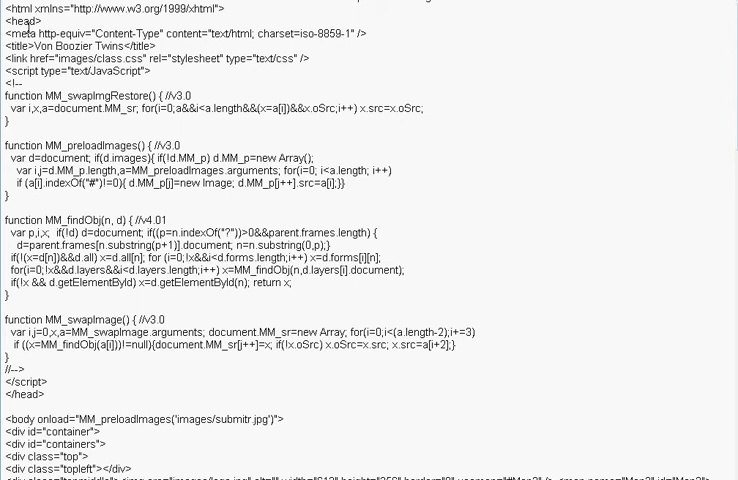 <html xmlns="http://www.w3.org/1999/xhtml">
<head>
<meta http-equiv="Content-Type" content="text/html; charset=iso-8859-1" />
<title>Von Boozier Twins</title>
<link href="images/class.css" rel="stylesheet" type="text/css" />
<script type="text/JavaScript">
<!--
function MM_swapImgRestore() { //v3.0
  var i,x,a=document.MM_sr; for(i=0;a&&i<a.length&&(x=a[i])&&x.oSrc;i++) x.src=x.oSrc;
}

function MM_preloadImages() { //v3.0
  var d=document; if(d.images){ if(!d.MM_p) d.MM_p=new Array();
    var i,j=d.MM_p.length,a=MM_preloadImages.arguments; for(i=0; i<a.length; i++)
    if (a[i].indexOf("#")!=0){ d.MM_p[j]=new Image; d.MM_p[j++].src=a[i];}}
}

function MM_findObj(n, d) { //v4.01
  var p,i,x;  if(!d) d=document; if((p=n.indexOf("?"))>0&&parent.frames.length) {
    d=parent.frames[n.substring(p+1)].document; n=n.substring(0,p);}
  if(!(x=d[n])&&d.all) x=d.all[n]; for (i=0;!x&&i<d.forms.length;i++) x=d.forms[i][n];
  for(i=0;!x&&d.layers&&i<d.layers.length;i++) x=MM_findObj(n,d.layers[i].document);
  if(!x && d.getElementById) x=d.getElementById(n); return x;
}

function MM_swapImage() { //v3.0
  var i,j=0,x,a=MM_swapImage.arguments; document.MM_sr=new Array; for(i=0;i<(a.length-2);i+=3)
   if ((x=MM_findObj(a[i]))!=null){document.MM_sr[j++]=x; if(!x.oSrc) x.oSrc=x.src; x.src=a[i+2];}
}
//-->
</script>
</head>

<body onload="MM_preloadImages('images/submitr.jpg')">
<div id="container">
<div id="containers">
<div class="top">
<div class="topleft"></div>